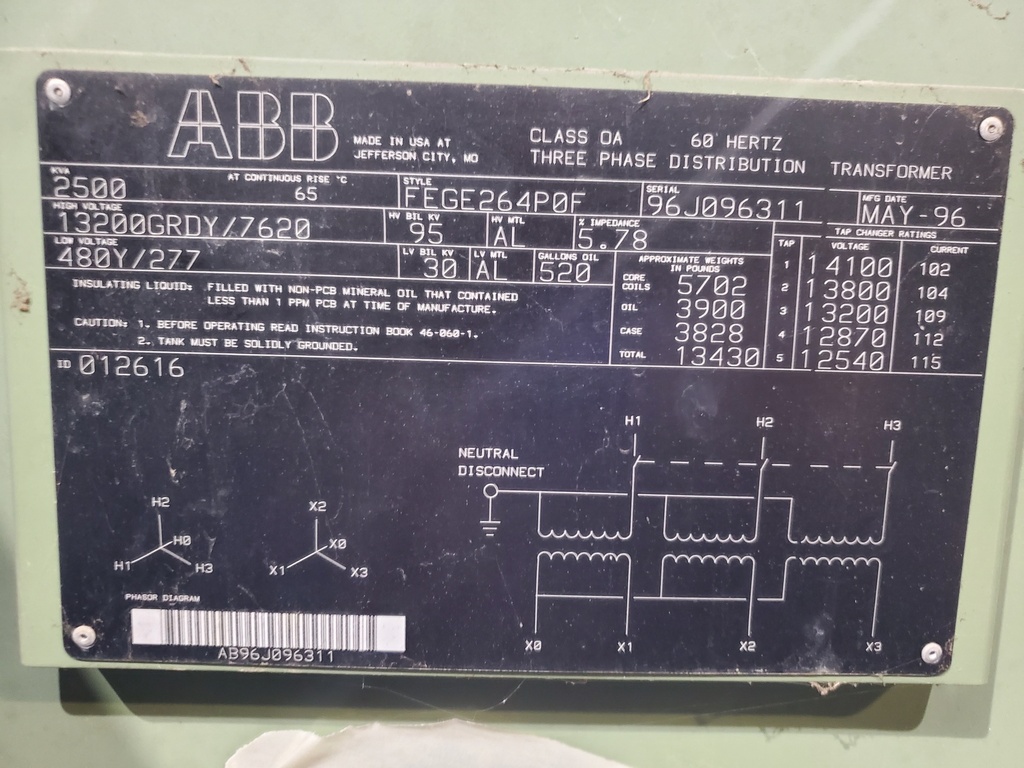 ABB
MADE IN USA AT
JEFFERSON CITY, MO
CLASS OA 60 HERTZ
THREE PHASE DISTRIBUTION TRANSFORMER
KVA 2500 AT CONTINUOUS RISE °C 65
STYLE FEGE264P0F
SERIAL 96J096311
MFG DATE MAY-96
HIGH VOLTAGE 13200GRDY/7620
HV BIL KV 95
HV MTL AL
% IMPEDANCE 5.78
LOW VOLTAGE 480Y/277
LV BIL KV 30
LV MTL AL
GALLONS OIL 520
APPROXIMATE WEIGHTS
IN POUNDS
CORE
COILS 5702
OIL 3900
CASE 3828
TOTAL 13430
TAP CHANGER RATINGS
TAP VOLTAGE CURRENT
1 14100 102
2 13800 104
3 13200 109
4 12870 112
5 12540 115
INSULATING LIQUID: FILLED WITH NON-PCB MINERAL OIL THAT CONTAINED
LESS THAN 1 PPM PCB AT TIME OF MANUFACTURE.
CAUTION: 1. BEFORE OPERATING READ INSTRUCTION BOOK 46-060-1.
2. TANK MUST BE SOLIDLY GROUNDED.
ID 012616
H1 H2 H3
NEUTRAL
DISCONNECT
H2
H0
H1 H3
X2
X0
X1 X3
PHASOR DIAGRAM
X0 X1 X2 X3
AB96J096311